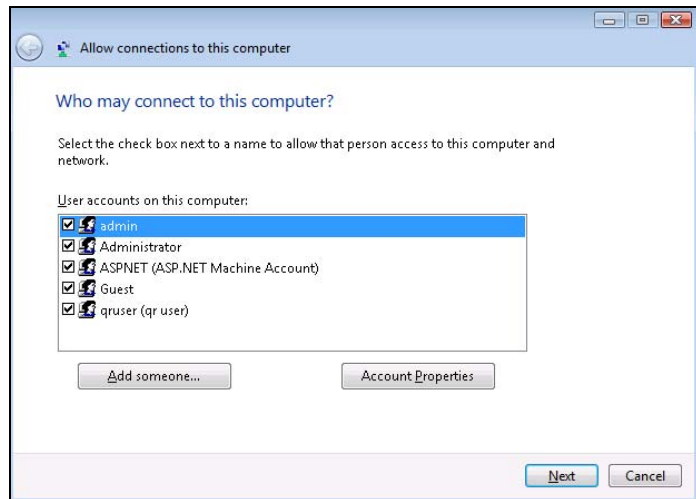 Allow connections to this computer
Who may connect to this computer?
Select the check box next to a name to allow that person access to this computer and
network.
User accounts on this computer:
admin
Administrator
ASPNET (ASP.NET Machine Account)
Guest
qruser (qr user)
Add someone... Account Properties
Next Cancel